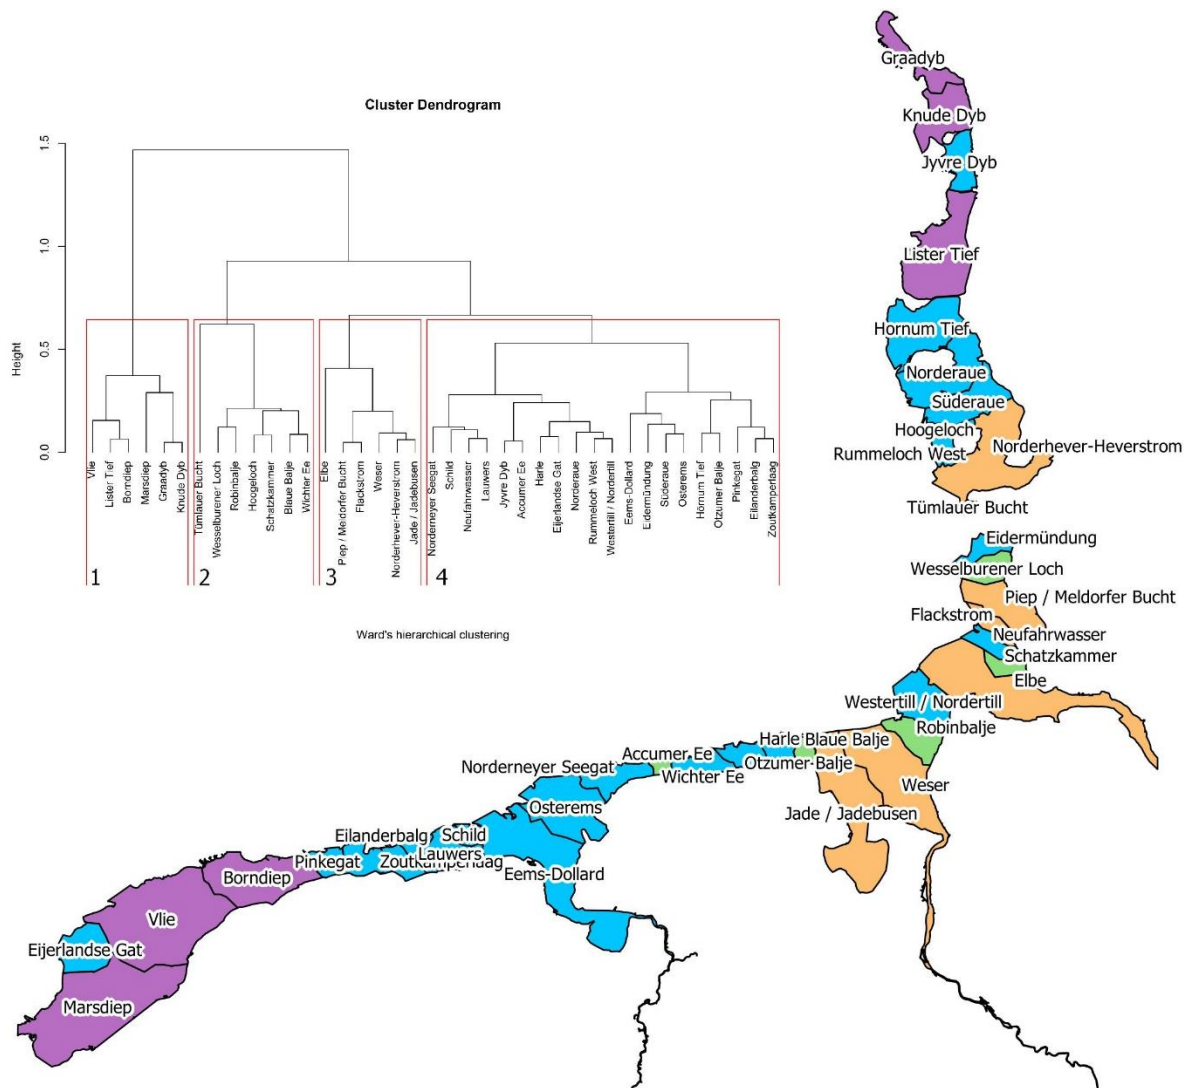 Cluster Dendrogram
Height
1.5
1.0
0.5
0.0
Vlie
Lister Tief
Borndiep
Marsdiep
Graadyb
Knude Dyb
Tümlauer Bucht
Wesselburener Loch
Robinbalje
Hoogeloch
Schatzkammer
Blaue Balje
Wichter Ee
Elbe
Piep / Meldorfer Bucht
Flackstrom
Weser
Norderhever-Heverstrom
Jade / Jadebusen
Norderneyer Seegat
Schild
Neufahrwasser
Lauwers
Jyvre Dyb
Accumer Ee
Harle
Eijerlandse Gat
Norderaue
Rummeloch West
Westertill / Nordertill
Eems-Dollard
Eidermündung
Süderaue
Osterems
Hörnum Tief
Otzumer Balje
Pinkegat
Eilanderbalg
Zoutkamperlaag
1
2
3
4
Ward's hierarchical clustering
Graadyb
Knude Dyb
Jyvre Dyb
Lister Tief
Hörnum Tief
Norderaue
Süderaue
Hoogeloch
Norderhever-Heverstrom
Rummeloch West
Tümlauer Bucht
Eidermündung
Wesselburener Loch
Piep / Meldorfer Bucht
Flackstrom
Neufahrwasser
Schatzkammer
Elbe
Westertill / Nordertill
Robinbalje
Harle Blaue Balje
Accumer Ee
Otzumer Balje
Norderneyer Seegat
Wichter Ee
Weser
Osterems
Jade / Jadebusen
Eilanderbalg
Schild
Lauwers
Pinkegat
Zoutkamperlaag
Eems-Dollard
Borndiep
Vlie
Eijerlandse Gat
Marsdiep